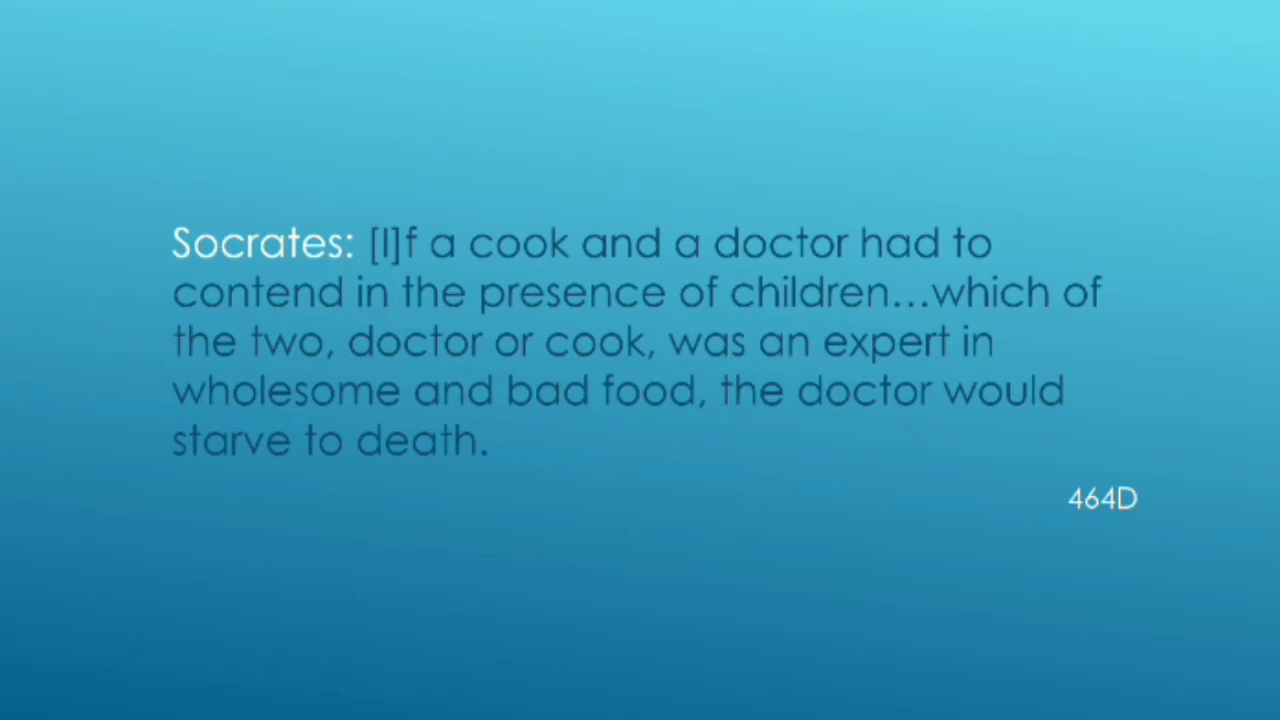 Socrates: [I]f a cook and a doctor had to
contend in the presence of children...which of
the two, doctor or cook, was an expert in
wholesome and bad food, the doctor would
starve to death.
464D